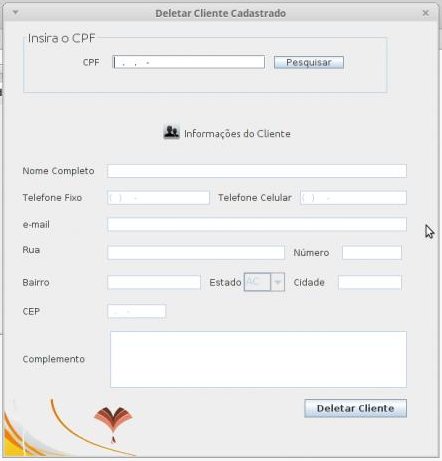 Deletar Cliente Cadastrado
Insira o CPF
CPF . . - Pesquisar
Informações do Cliente
Nome Completo
Telefone Fixo ( ) - Telefone Celular ( ) -
e-mail
Rua Número
Bairro Estado AC Cidade
CEP . -
Complemento
Deletar Cliente